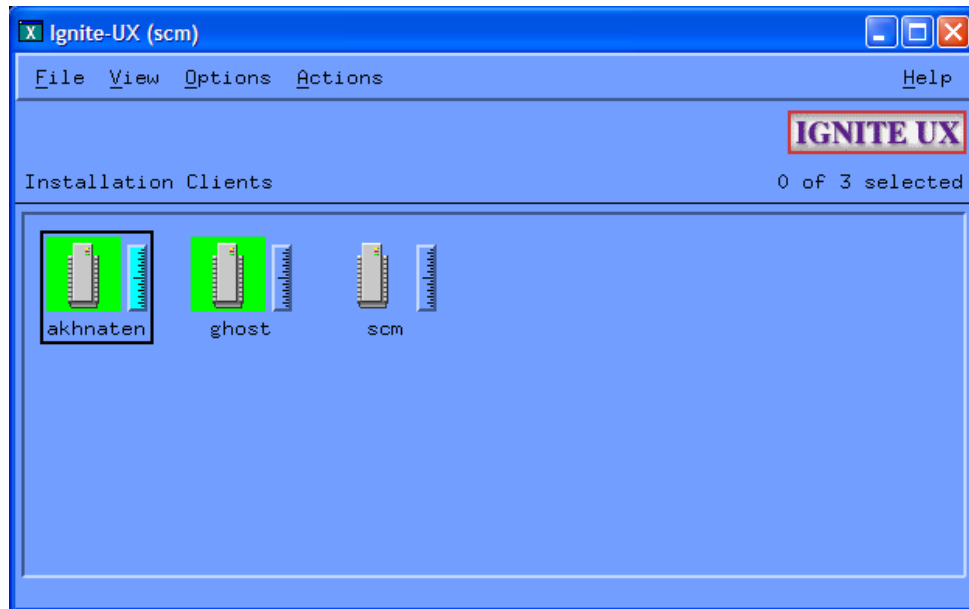 X Ignite-UX (scm)
File View Options Actions Help
IGNITE UX
Installation Clients 0 of 3 selected
akhnaten ghost scm